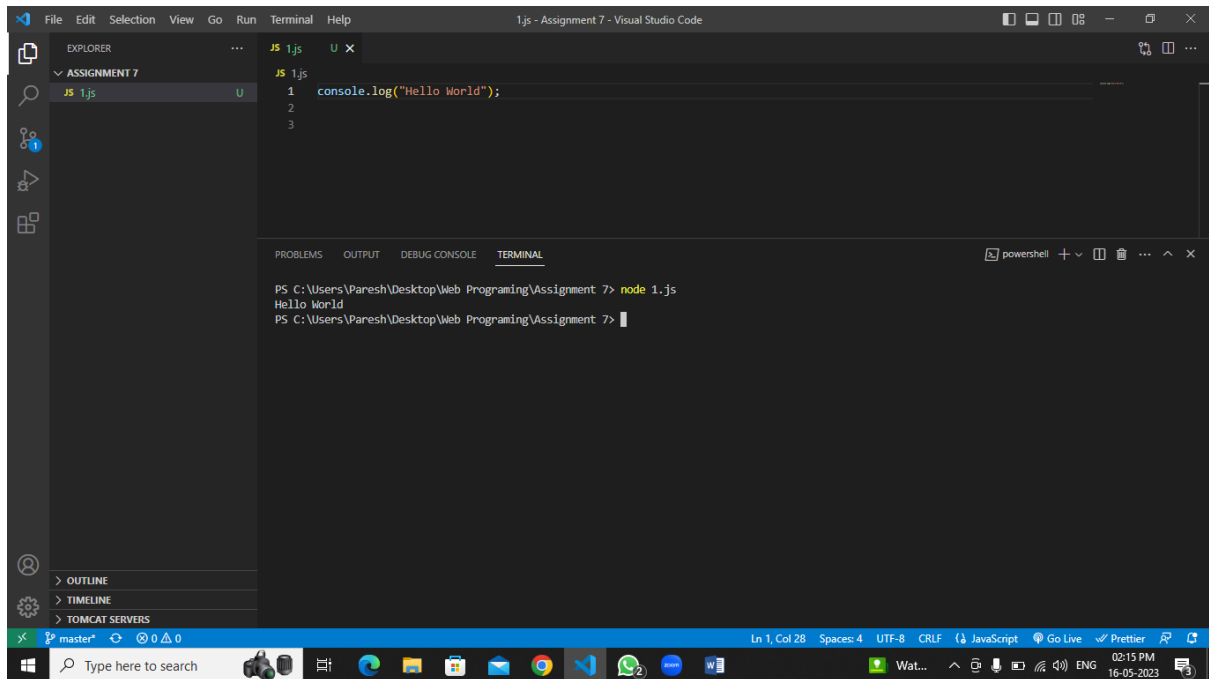 File Edit Selection View Go Run Terminal Help 1.js - Assignment 7 - Visual Studio Code
EXPLORER ...
ASSIGNMENT 7
JS 1.js U
JS 1.js U
JS 1.js
1 console.log("Hello World");
2
3
PROBLEMS OUTPUT DEBUG CONSOLE TERMINAL powershell
PS C:\Users\Paresh\Desktop\Web Programing\Assignment 7> node 1.js
Hello World
PS C:\Users\Paresh\Desktop\Web Programing\Assignment 7>
1
OUTLINE
TIMELINE
TOMCAT SERVERS
master* 0 0 Ln 1, Col 28 Spaces: 4 UTF-8 CRLF JavaScript Go Live Prettier
Type here to search 2 zoom W Wat... ENG 02:15 PM
16-05-2023 3